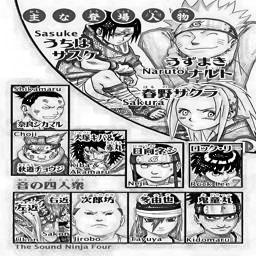 主な登場人物
Sasuke
うちは
サスケ
うずまき
Naruto ナルト
春野サクラ
Sakura
Shikamaru
奈良シカマル
Choji
秋道チョウジ
犬塚キバ&
赤丸
Akamaru
日向ネジ
Neji
ロック・リー
Rock Lee
音の四人衆
左近
右近
Sakon
Ukon
次郎坊
Jirobo
多由也
Tayuya
鬼童丸
Kidomaru
The Sound Ninja Four